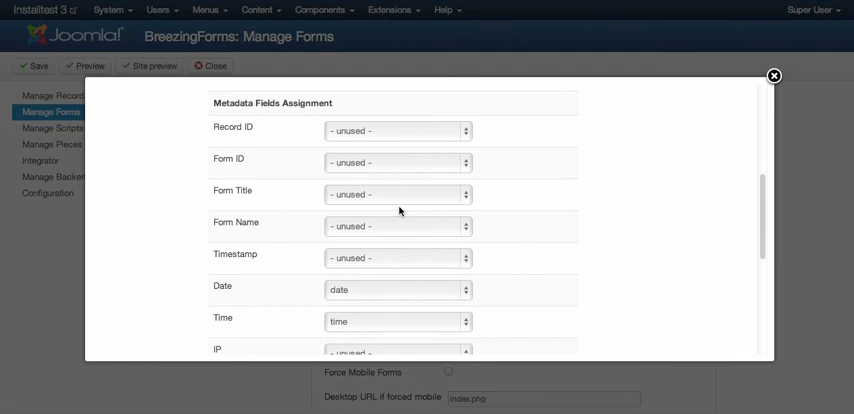 Installtest 3 System Users Menus Content Components Extensions Help Super User
Joomla! BreezingForms: Manage Forms
Save Preview Site preview Close
Manage Record
Manage Forms
Manage Scripts
Manage Pieces
Integrator
Manage Backen
Configuration
Metadata Fields Assignment
Record ID - unused -
Form ID - unused -
Form Title - unused -
Form Name - unused -
Timestamp - unused -
Date date
Time time
IP - unused -
Force Mobile Forms
Desktop URL if forced mobile index.php